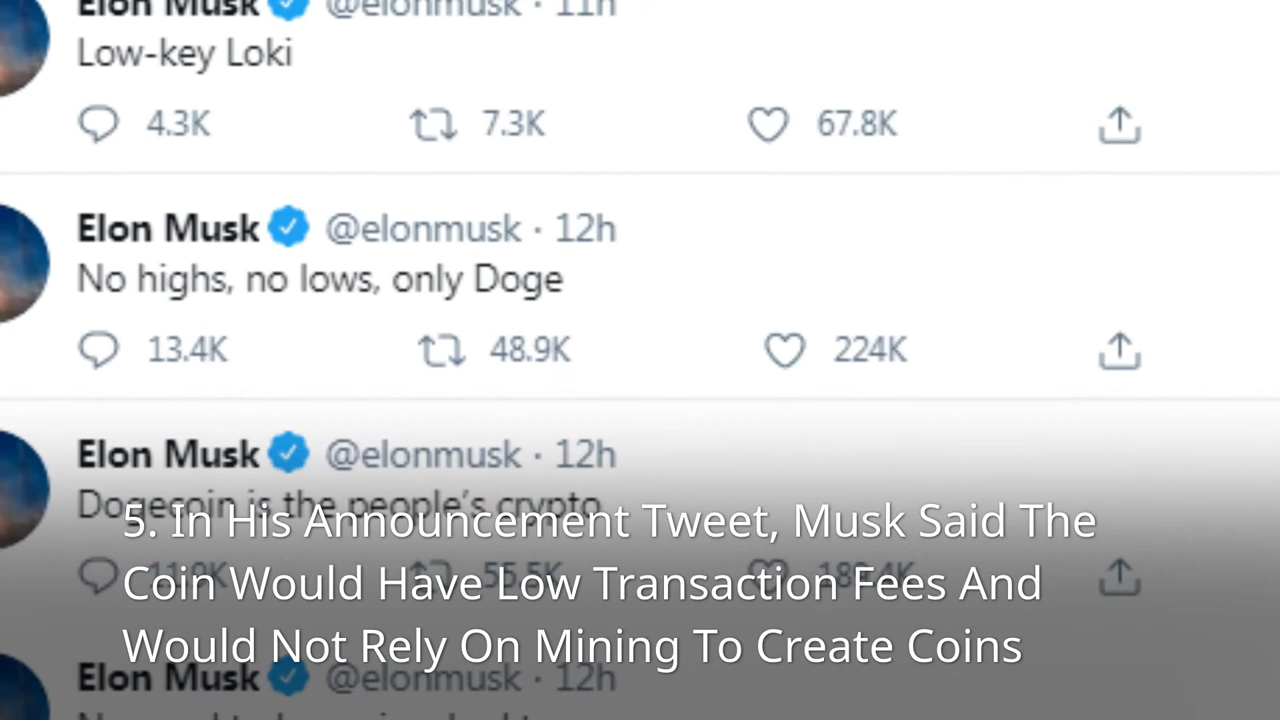 Elon Musk @elonmusk · 11h
Low-key Loki
4.3K 7.3K 67.8K
Elon Musk @elonmusk · 12h
No highs, no lows, only Doge
13.4K 48.9K 224K
Elon Musk @elonmusk · 12h
Dogecoin is the people's crypto
5. In His Announcement Tweet, Musk Said The
55.5K
Coin Would Have Low Transaction Fees And
Would Not Rely On Mining To Create Coins
Elon Musk @elonmusk · 12h